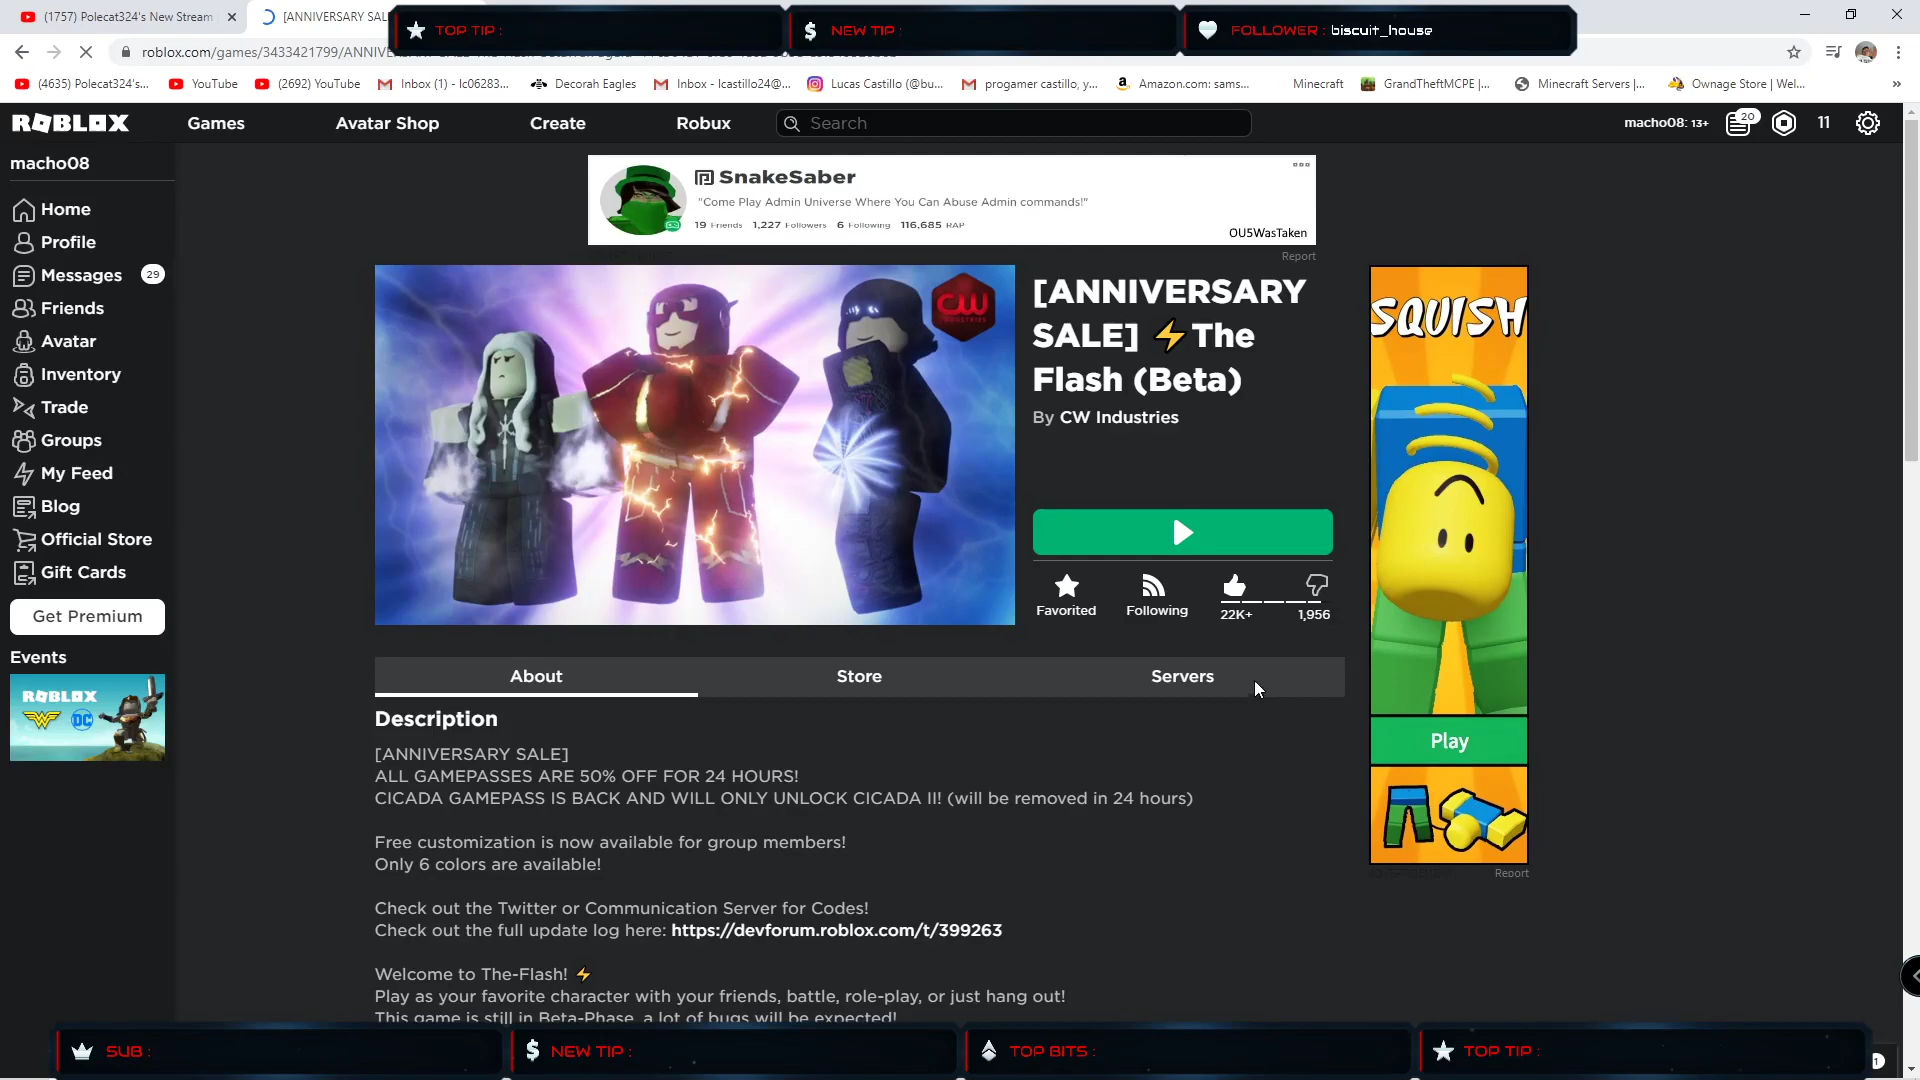 (1757) Polecat324's New Stream
[ANNIVERSARY SAL
TOP TIP :
NEW TIP :
FOLLOWER : biscuit_house
roblox.com/games/3433421799/ANNIVE
(4635) Polecat324's...
YouTube
(2692) YouTube
Inbox (1) - lc06283...
Decorah Eagles
Inbox - lcastillo24@...
Lucas Castillo (@bu...
progamer castillo, y...
Amazon.com: sams...
Minecraft
GrandTheftMCPE |...
Minecraft Servers |...
Ownage Store | Wel...
ROBLOX
Games
Avatar Shop
Create
Robux
Search
macho08: 13+
20
11
macho08
Home
Profile
Messages 29
Friends
Avatar
Inventory
Trade
Groups
My Feed
Blog
Official Store
Gift Cards
Get Premium
Events
ROBLOX
DC
SnakeSaber
"Come Play Admin Universe Where You Can Abuse Admin commands!"
19 Friends 1,227 Followers 6 Following 116,685 RAP
OU5WasTaken
Report
CW
INDUSTRIES
[ANNIVERSARY
SALE] ⚡The
Flash (Beta)
By CW Industries
Favorited
Following
22K+
1,956
About
Store
Servers
Description
[ANNIVERSARY SALE]
ALL GAMEPASSES ARE 50% OFF FOR 24 HOURS!
CICADA GAMEPASS IS BACK AND WILL ONLY UNLOCK CICADA II! (will be removed in 24 hours)
Free customization is now available for group members!
Only 6 colors are available!
Check out the Twitter or Communication Server for Codes!
Check out the full update log here: https://devforum.roblox.com/t/399263
Welcome to The-Flash! ⚡
Play as your favorite character with your friends, battle, role-play, or just hang out!
This game is still in Beta-Phase, a lot of bugs will be expected!
SQUISH
Play
Report
SUB :
NEW TIP :
TOP BITS :
TOP TIP :
1